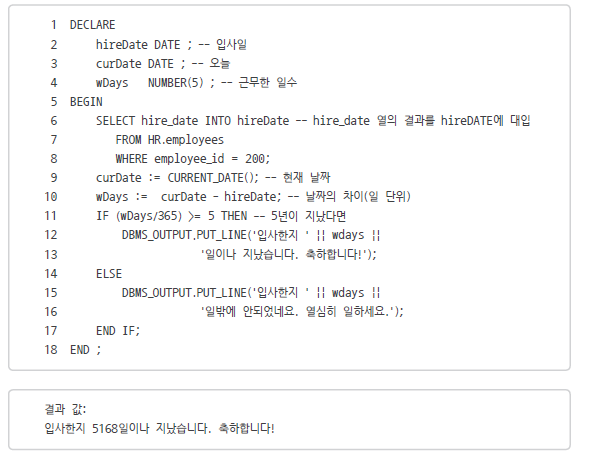 1 DECLARE
2 hireDate DATE ; -- 입사일
3 curDate DATE ; -- 오늘
4 wDays NUMBER(5) ; -- 근무한 일수
5 BEGIN
6 SELECT hire_date INTO hireDate -- hire_date 열의 결과를 hireDATE에 대입
7 FROM HR.employees
8 WHERE employee_id = 200;
9 curDate := CURRENT_DATE(); -- 현재 날짜
10 wDays := curDate - hireDate; -- 날짜의 차이(일 단위)
11 IF (wDays/365) >= 5 THEN -- 5년이 지났다면
12 DBMS_OUTPUT.PUT_LINE('입사한지 ' || wdays ||
13 '일이나 지났습니다. 축하합니다!');
14 ELSE
15 DBMS_OUTPUT.PUT_LINE('입사한지 ' || wdays ||
16 '일밖에 안되었네요. 열심히 일하세요.');
17 END IF;
18 END ;
결과 값:
입사한지 5168일이나 지났습니다. 축하합니다!